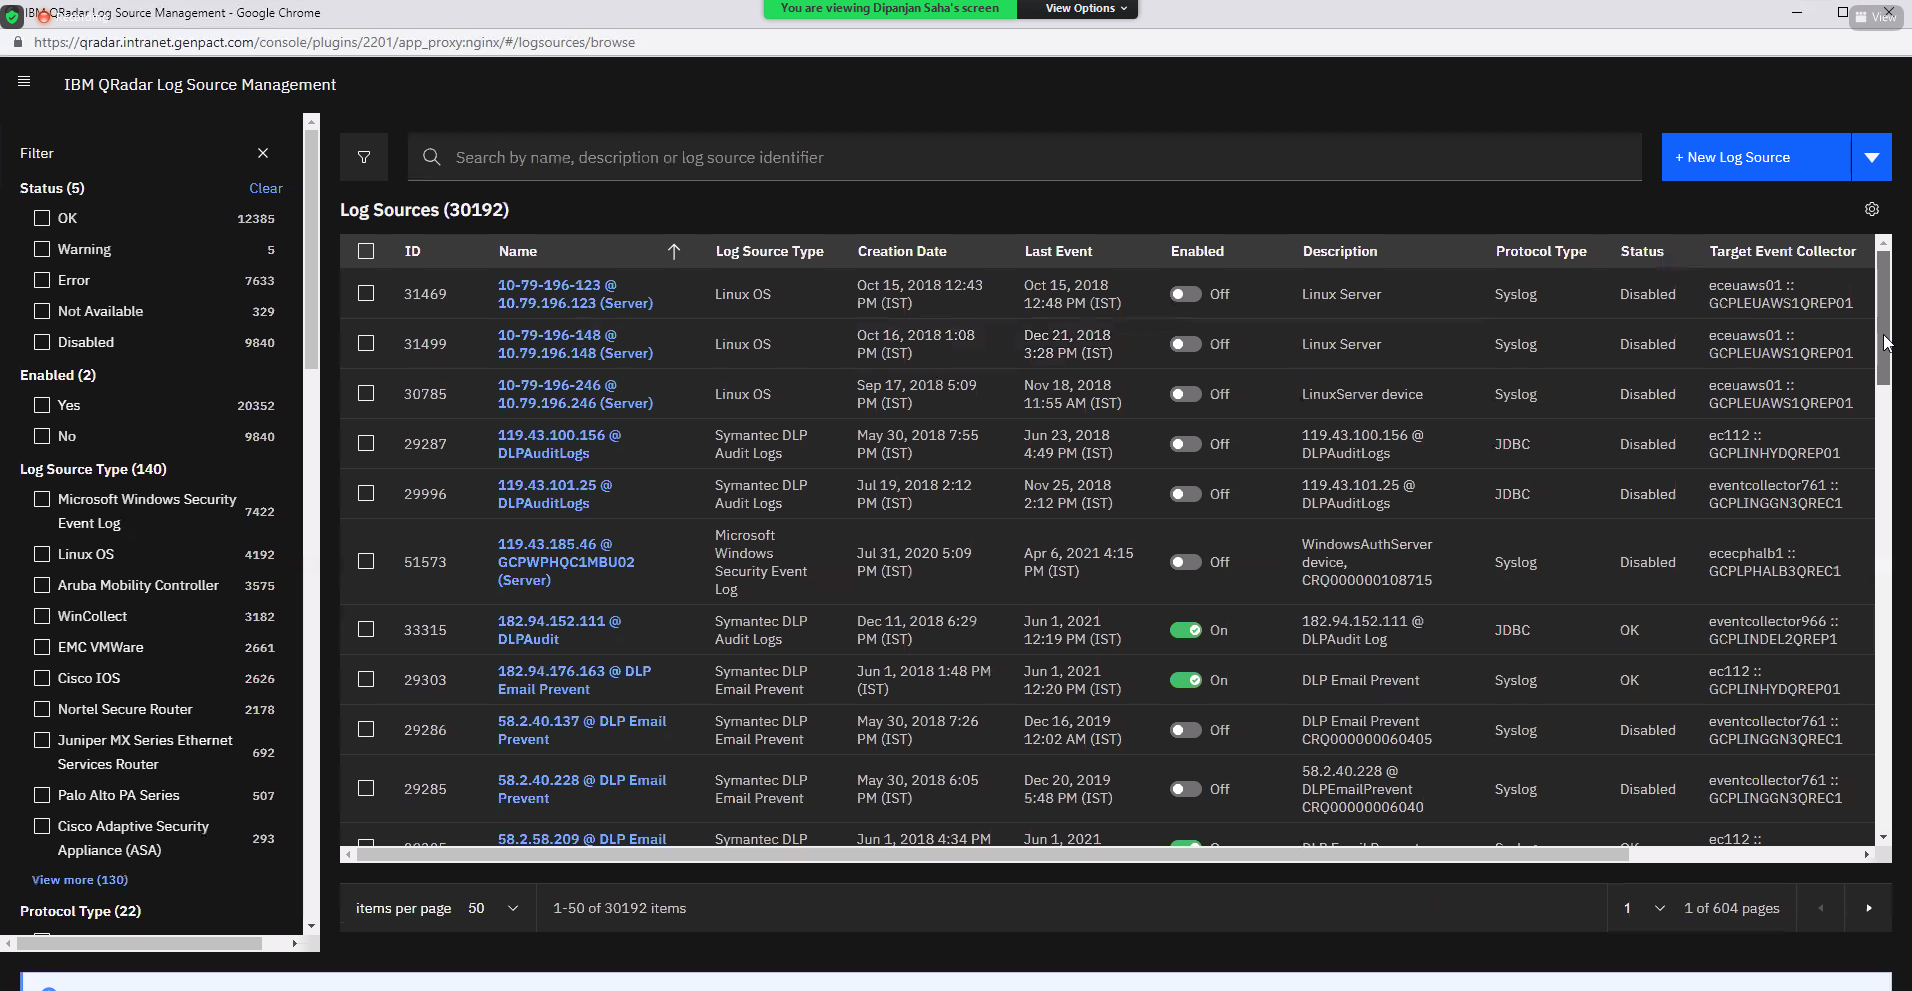 IBM QRadar Log Source Management - Google Chrome
You are viewing Dipanjan Saha's screen
View Options
View
https://qradar.intranet.genpact.com/console/plugins/2201/app_proxy:nginx/#/logsources/browse
IBM QRadar Log Source Management
Filter
Status (5) Clear
OK 12385
Warning 5
Error 7633
Not Available 329
Disabled 9840
Enabled (2)
Yes 20352
No 9840
Log Source Type (140)
Microsoft Windows Security
Event Log 7422
Linux OS 4192
Aruba Mobility Controller 3575
WinCollect 3182
EMC VMWare 2661
Cisco IOS 2626
Nortel Secure Router 2178
Juniper MX Series Ethernet
Services Router 692
Palo Alto PA Series 507
Cisco Adaptive Security
Appliance (ASA) 293
View more (130)
Protocol Type (22)
Search by name, description or log source identifier
+ New Log Source
Log Sources (30192)
ID Name Log Source Type Creation Date Last Event Enabled Description Protocol Type Status Target Event Collector
31469 10-79-196-123 @ Linux OS Oct 15, 2018 12:43 Oct 15, 2018 Off Linux Server Syslog Disabled eceuaws01 ::
10.79.196.123 (Server) PM (IST) 12:48 PM (IST) GCPLEUAWS1QREP01
31499 10-79-196-148 @ Linux OS Oct 16, 2018 1:08 Dec 21, 2018 Off Linux Server Syslog Disabled eceuaws01 ::
10.79.196.148 (Server) PM (IST) 3:28 PM (IST) GCPLEUAWS1QREP01
30785 10-79-196-246 @ Linux OS Sep 17, 2018 5:09 Nov 18, 2018 Off LinuxServer device Syslog Disabled eceuaws01 ::
10.79.196.246 (Server) PM (IST) 11:55 AM (IST) GCPLEUAWS1QREP01
29287 119.43.100.156 @ Symantec DLP May 30, 2018 7:55 Jun 23, 2018 Off 119.43.100.156 @ JDBC Disabled ec112 ::
DLPAuditLogs Audit Logs PM (IST) 4:49 PM (IST) DLPAuditLogs GCPLINHYDQREP01
29996 119.43.101.25 @ Symantec DLP Jul 19, 2018 2:12 Nov 25, 2018 Off 119.43.101.25 @ JDBC Disabled eventcollector761 ::
DLPAuditLogs Audit Logs PM (IST) 2:12 PM (IST) DLPAuditLogs GCPLINGGN3QREC1
51573 119.43.185.46 @ Microsoft Jul 31, 2020 5:09 Apr 6, 2021 4:15 Off WindowsAuthServer Syslog Disabled ececphalb1 ::
GCPWPHQC1MBU02 Windows PM (IST) PM (IST) device, GCPLPHALB3QREC1
(Server) Security Event CRQ000000108715
Log
33315 182.94.152.111 @ Symantec DLP Dec 11, 2018 6:29 Jun 1, 2021 On 182.94.152.111 @ JDBC OK eventcollector966 ::
DLPAudit Audit Logs PM (IST) 12:19 PM (IST) DLPAudit Log GCPLINDEL2QREP1
29303 182.94.176.163 @ DLP Symantec DLP Jun 1, 2018 1:48 PM Jun 1, 2021 On DLP Email Prevent Syslog OK ec112 ::
Email Prevent Email Prevent (IST) 12:20 PM (IST) GCPLINHYDQREP01
29286 58.2.40.137 @ DLP Email Symantec DLP May 30, 2018 7:26 Dec 16, 2019 Off DLP Email Prevent Syslog Disabled eventcollector761 ::
Prevent Email Prevent PM (IST) 12:02 AM (IST) CRQ000000060405 GCPLINGGN3QREC1
29285 58.2.40.228 @ DLP Email Symantec DLP May 30, 2018 6:05 Dec 20, 2019 Off 58.2.40.228 @ Syslog Disabled eventcollector761 ::
Prevent Email Prevent PM (IST) 5:48 PM (IST) DLPEmailPrevent GCPLINGGN3QREC1
CRQ00000006040
58.2.58.209 @ DLP Email Symantec DLP Jun 1, 2018 4:34 PM Jun 1, 2021 ec112 ::
items per page 50 1-50 of 30192 items 1 1 of 604 pages